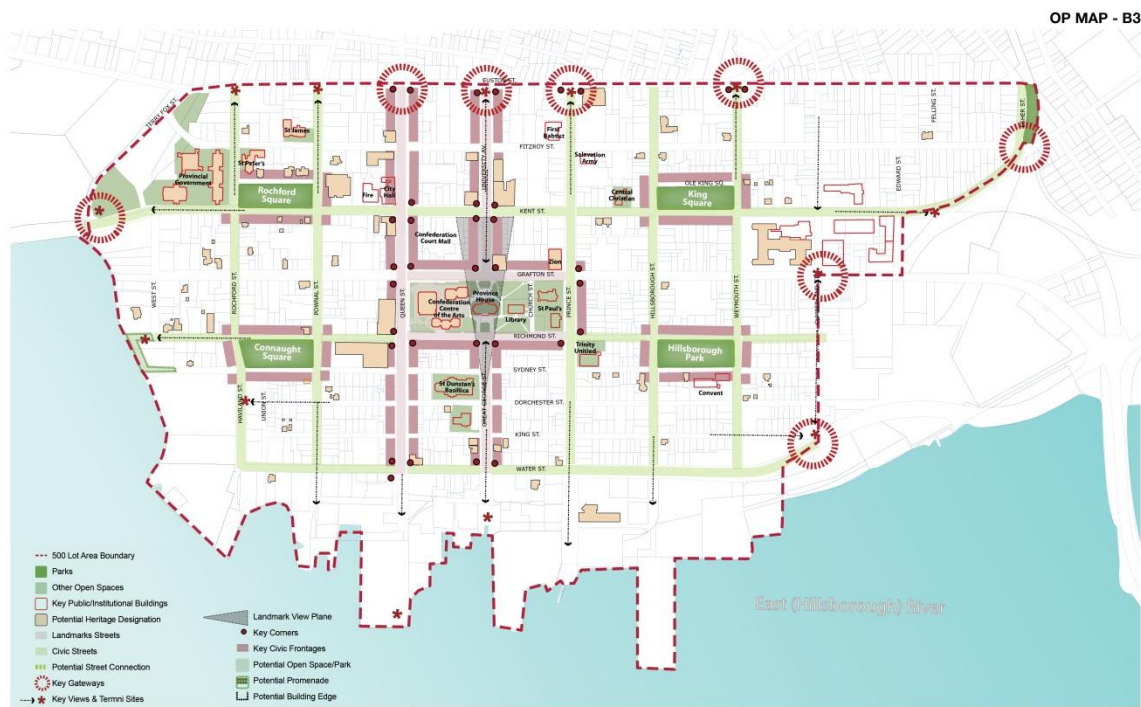 OP MAP - B3
EUSTON ST.
TERRY FOX ST.
St James
First
Baptist
FITZROY ST.
UNIVERSITY AV.
Salavation
Army
St Peter's
Provincial
Government
Rochford
Square
Fire
City
Hall
Central
Christian
OLE KING SQ.
King
Square
EDWARD ST.
KENT ST.
Confederation
Court Mall
Zion
GRAFTON ST.
WEST ST.
ROCHFORD ST.
POWNAL ST.
QUEEN ST.
Confederation
Centre
of the Arts
Province
House
Library
CHURCH ST.
St Paul's
PRINCE ST.
HILLSBOROUGH ST.
WEYMOUTH ST.
RICHMOND ST.
Connaught
Square
Trinity
Unitied
Hillsborough
Park
SYDNEY ST.
St Dunstan's
Basilica
Convent
HAVILAND ST.
UNION ST.
GREAT GEORGE ST.
DORCHESTER ST.
KING ST.
WATER ST.
East (Hillsborough) River
500 Lot Area Boundary
Parks
Other Open Spaces
Key Public/Institutional Buildings
Potential Heritage Designation
Landmarks Streets
Civic Streets
Potential Street Connection
Key Gateways
Key Views & Termni Sites
Landmark View Plane
Key Corners
Key Civic Frontages
Potential Open Space/Park
Potential Promenade
Potential Building Edge